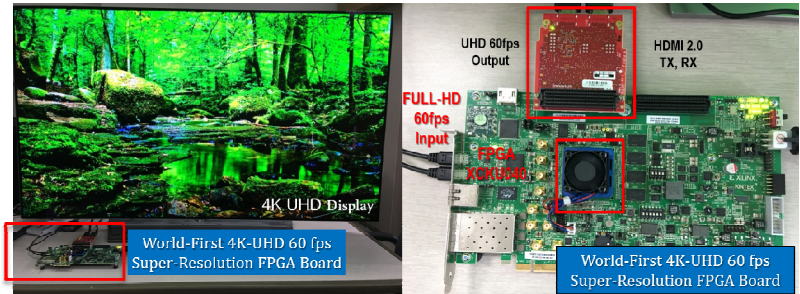 4K UHD Display
World-First 4K-UHD 60 fps
Super-Resolution FPGA Board
UHD 60fps
Output
HDMI 2.0
TX, RX
FULL-HD
60fps
Input
FPGA
XCKU040
XILINX
World-First 4K-UHD 60 fps
Super-Resolution FPGA Board